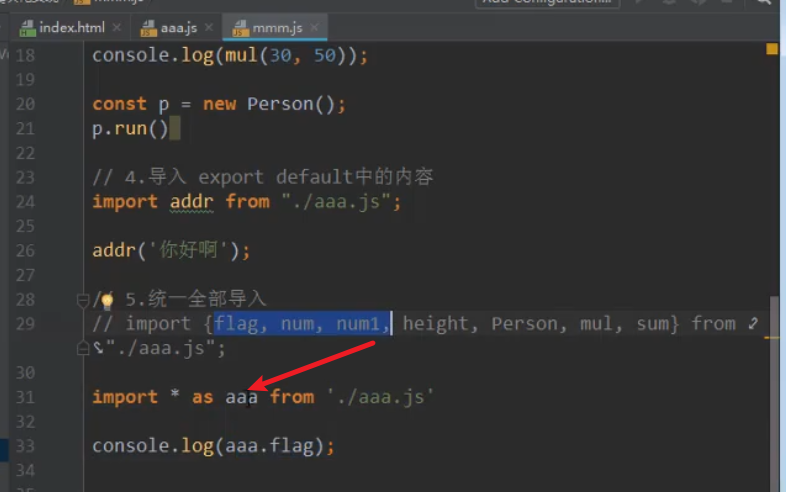 mmm.js
Add Configuration...
index.html
aaa.js
mmm.js
18 console.log(mul(30, 50));
19
20 const p = new Person();
21 p.run()
22
23 // 4.导入 export default中的内容
24 import addr from "./aaa.js";
25
26 addr('你好啊');
27
28 // 5.统一全部导入
29 // import {flag, num, num1, height, Person, mul, sum} from
"./aaa.js";
30
31 import * as aaa from './aaa.js'
32
33 console.log(aaa.flag);
34